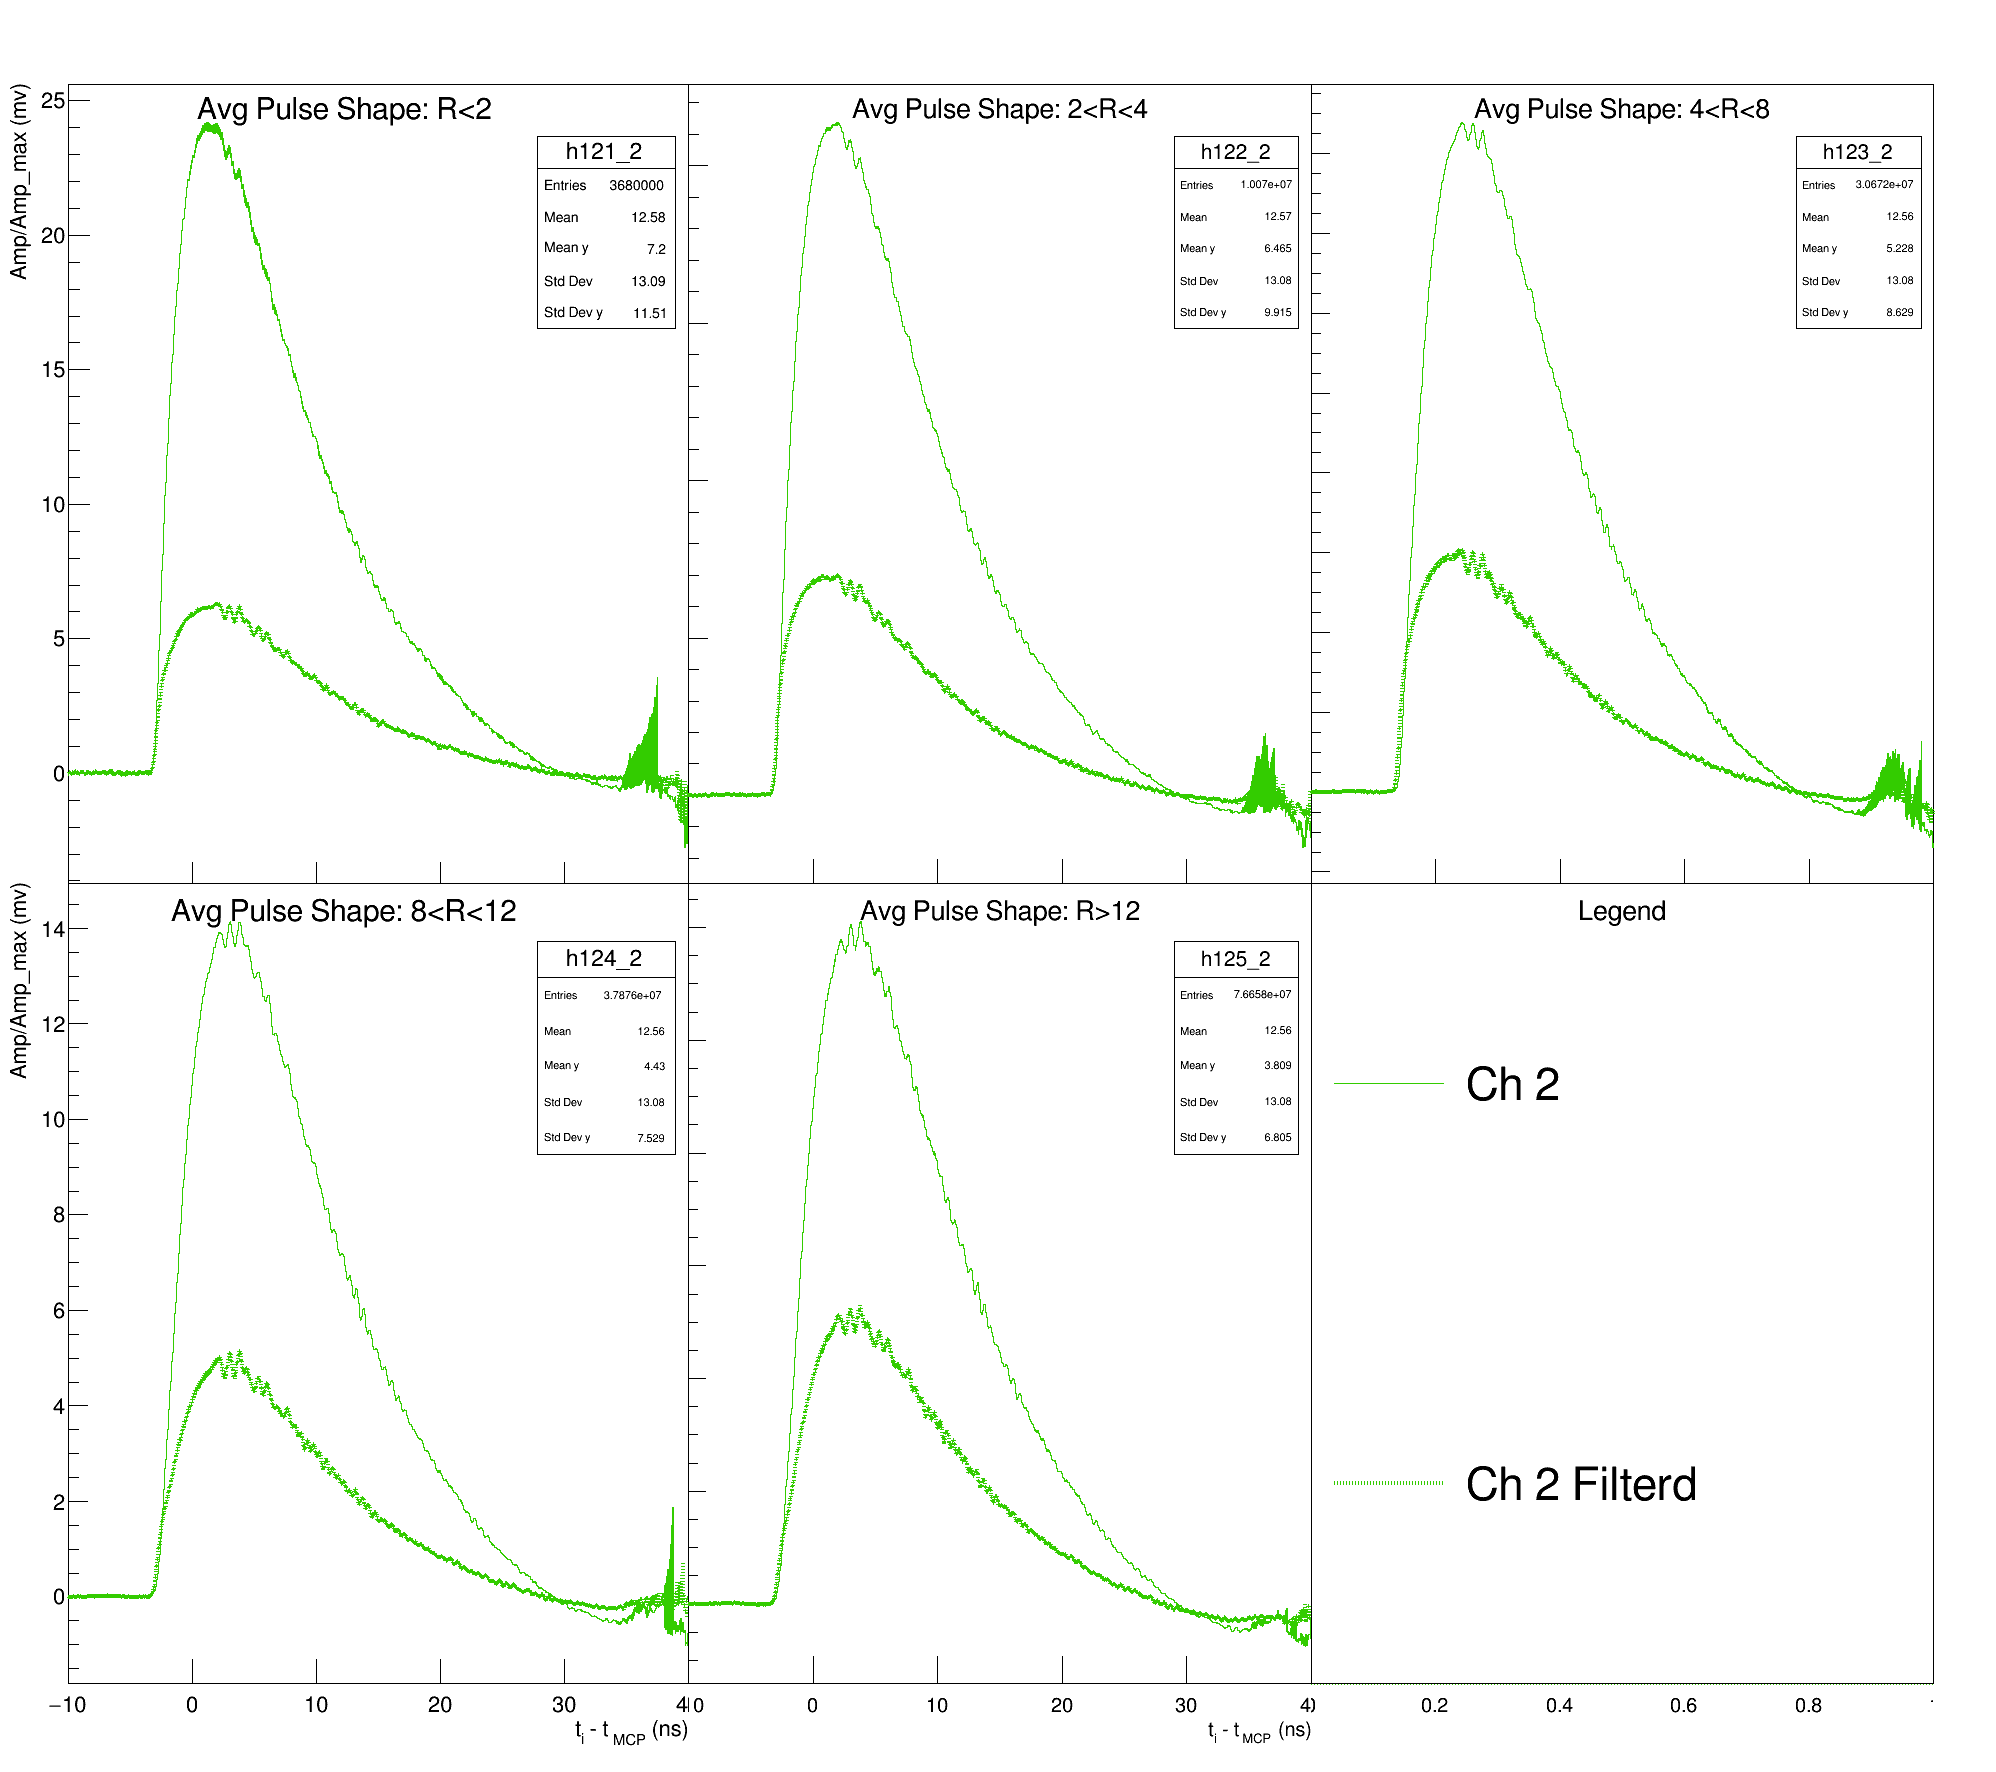 Amp/Amp_max (mv)
Avg Pulse Shape: R<2
25
20
15
10
5
0
h121_2
Entries 3680000
Mean 12.58
Mean y 7.2
Std Dev 13.09
Std Dev y 11.51
Avg Pulse Shape: 2<R<4
h122_2
Entries 1.007e+07
Mean 12.57
Mean y 6.465
Std Dev 13.08
Std Dev y 9.915
Avg Pulse Shape: 4<R<8
h123_2
Entries 3.0672e+07
Mean 12.56
Mean y 5.228
Std Dev 13.08
Std Dev y 8.629
Amp/Amp_max (mv)
Avg Pulse Shape: 8<R<12
14
12
10
8
6
4
2
0
h124_2
Entries 3.7876e+07
Mean 12.56
Mean y 4.43
Std Dev 13.08
Std Dev y 7.529
−10 0 10 20 30 40
t_i - t_MCP (ns)
Avg Pulse Shape: R>12
h125_2
Entries 7.6658e+07
Mean 12.56
Mean y 3.809
Std Dev 13.08
Std Dev y 6.805
0 10 20 30 40
t_i - t_MCP (ns)
Legend
Ch 2
Ch 2 Filterd
0.2 0.4 0.6 0.8